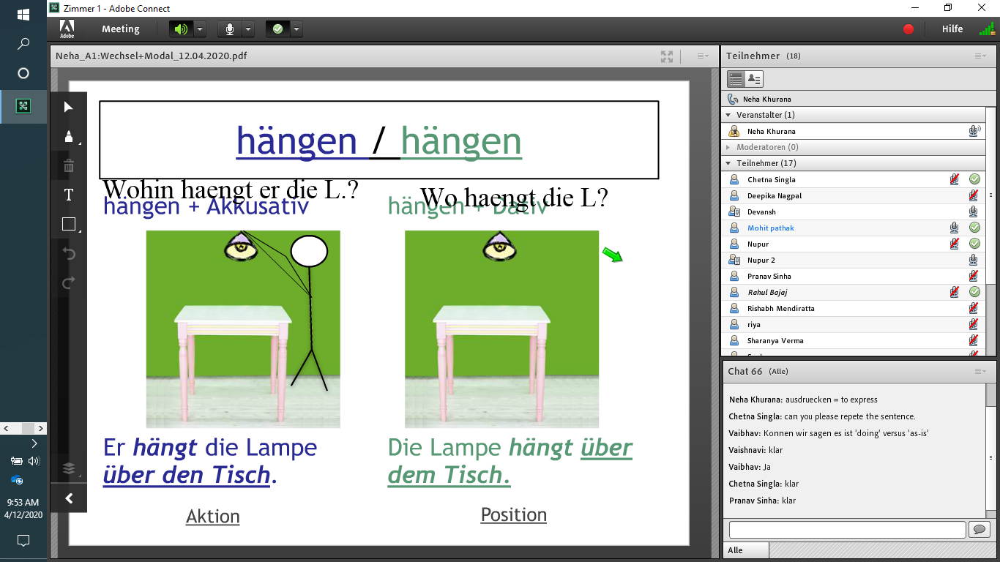 Zimmer 1 - Adobe Connect
Adobe
Meeting
Hilfe
Neha_A1:Wechsel+Modal_12.04.2020.pdf
hängen / hängen
Wohin haengt er die L.?
hängen + Akkusativ
Wo haengt die L?
hängen + Dativ
Er hängt die Lampe
über den Tisch.
Aktion
Die Lampe hängt über
dem Tisch.
Position
T
Teilnehmer (18)
Neha Khurana
Veranstalter (1)
Neha Khurana
Moderatoren (0)
Teilnehmer (17)
Chetna Singla
Deepika Nagpal
Devansh
Mohit pathak
Nupur
Nupur 2
Pranav Sinha
Rahul Bajaj
Rishabh Mendiratta
riya
Sharanya Verma
Chat 66 (Alle)
Neha Khurana: ausdruecken = to express
Chetna Singla: can you please repete the sentence.
Vaibhav: Konnen wir sagen es ist 'doing' versus 'as-is'
Vaishnavi: klar
Vaibhav: Ja
Chetna Singla: klar
Pranav Sinha: klar
Alle
9:53 AM
4/12/2020